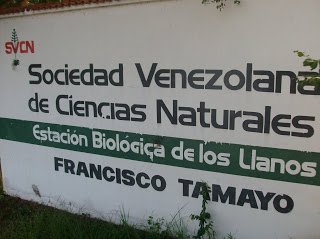 SVCN
Sociedad Venezolana
de Ciencias Naturales
Estación Biológica de los Llanos
FRANCISCO TAMAYO